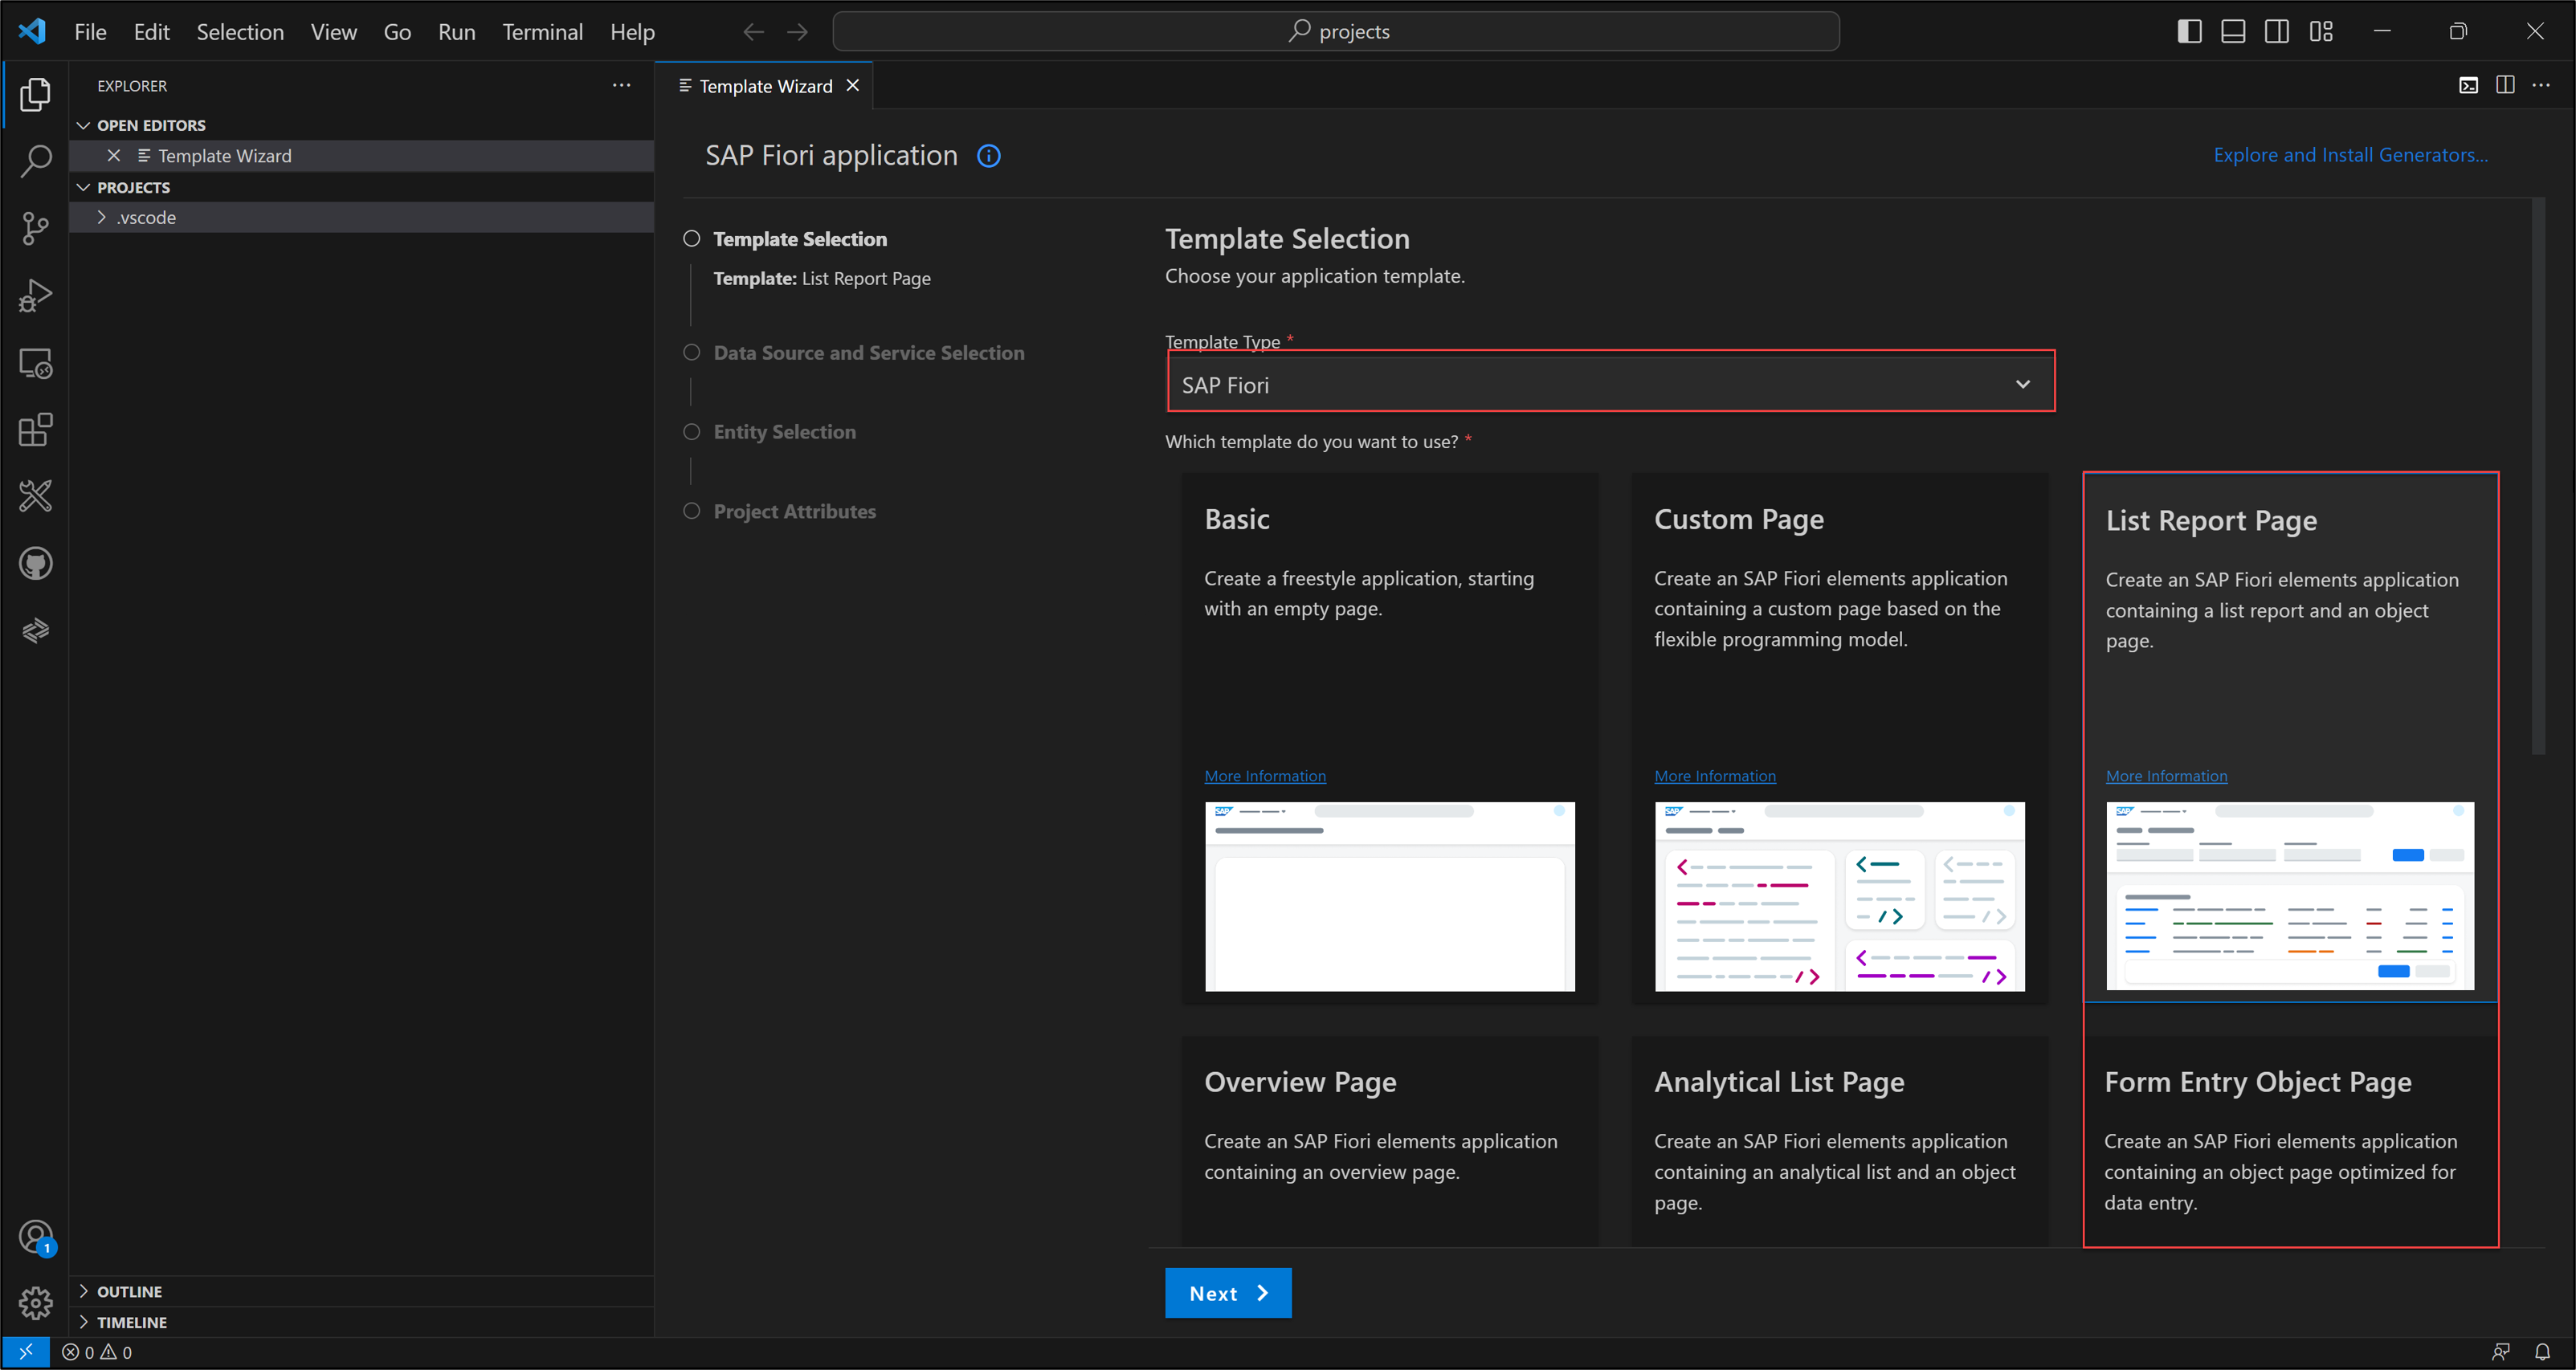 File Edit Selection View Go Run Terminal Help
projects
EXPLORER
OPEN EDITORS
Template Wizard
PROJECTS
.vscode
OUTLINE
TIMELINE
Template Wizard
SAP Fiori application
Explore and Install Generators...
Template Selection
Template: List Report Page
Data Source and Service Selection
Entity Selection
Project Attributes
Template Selection
Choose your application template.
Template Type *
SAP Fiori
Which template do you want to use? *
Basic
Create a freestyle application, starting
with an empty page.
More Information
SAP
Custom Page
Create an SAP Fiori elements application
containing a custom page based on the
flexible programming model.
More Information
SAP
List Report Page
Create an SAP Fiori elements application
containing a list report and an object
page.
More Information
SAP
Overview Page
Create an SAP Fiori elements application
containing an overview page.
Analytical List Page
Create an SAP Fiori elements application
containing an analytical list and an object
page.
Form Entry Object Page
Create an SAP Fiori elements application
containing an object page optimized for
data entry.
Next
1
0 0